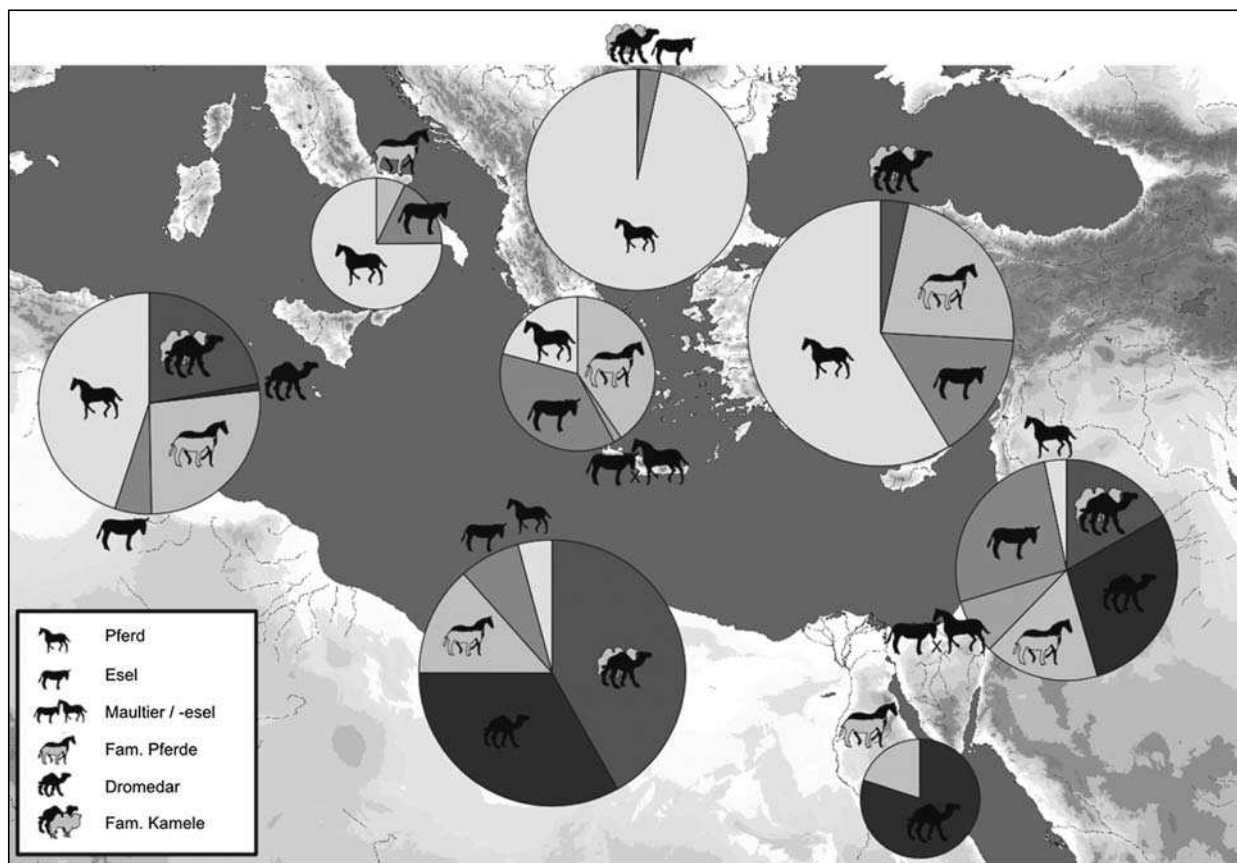 Pferd
Esel
Maultier / -esel
Fam. Pferde
Dromedar
Fam. Kamele